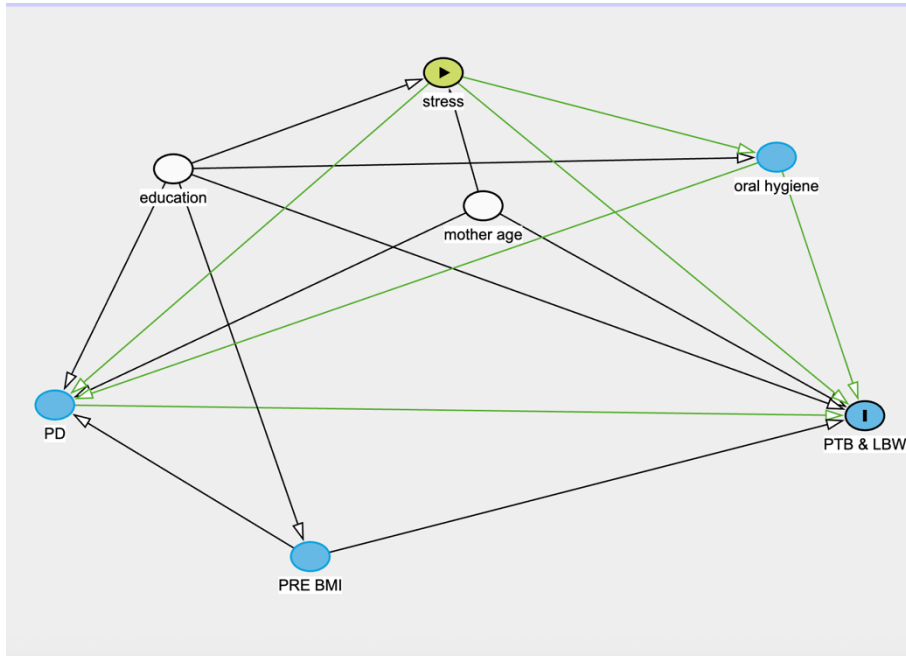 stress
education
oral hygiene
mother age
PD
PTB & LBW
PRE BMI